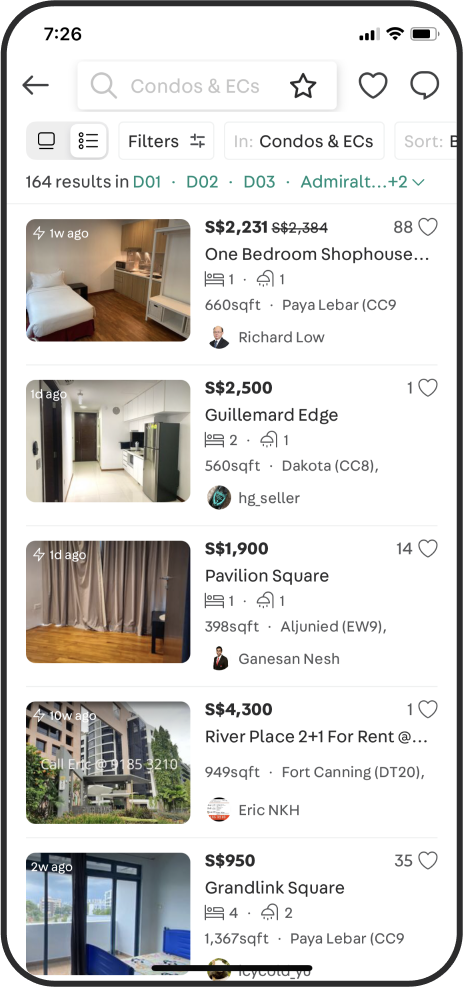 7:26
Condos & ECs
Filters In: Condos & ECs Sort: B
164 results in D01 · D02 · D03 · Admiralt...+2
1w ago
S$2,231 S$2,384 88
One Bedroom Shophouse...
1 · 1
660sqft · Paya Lebar (CC9
Richard Low
1d ago
S$2,500 1
Guillemard Edge
2 · 1
560sqft · Dakota (CC8),
hg_seller
1d ago
S$1,900 14
Pavilion Square
1 · 1
398sqft · Aljunied (EW9),
Ganesan Nesh
10w ago
Call Eric @ 9185 3210
S$4,300 1
River Place 2+1 For Rent @...
949sqft · Fort Canning (DT20),
Eric NKH
2w ago
S$950 35
Grandlink Square
4 · 2
1,367sqft · Paya Lebar (CC9
icycold_yu